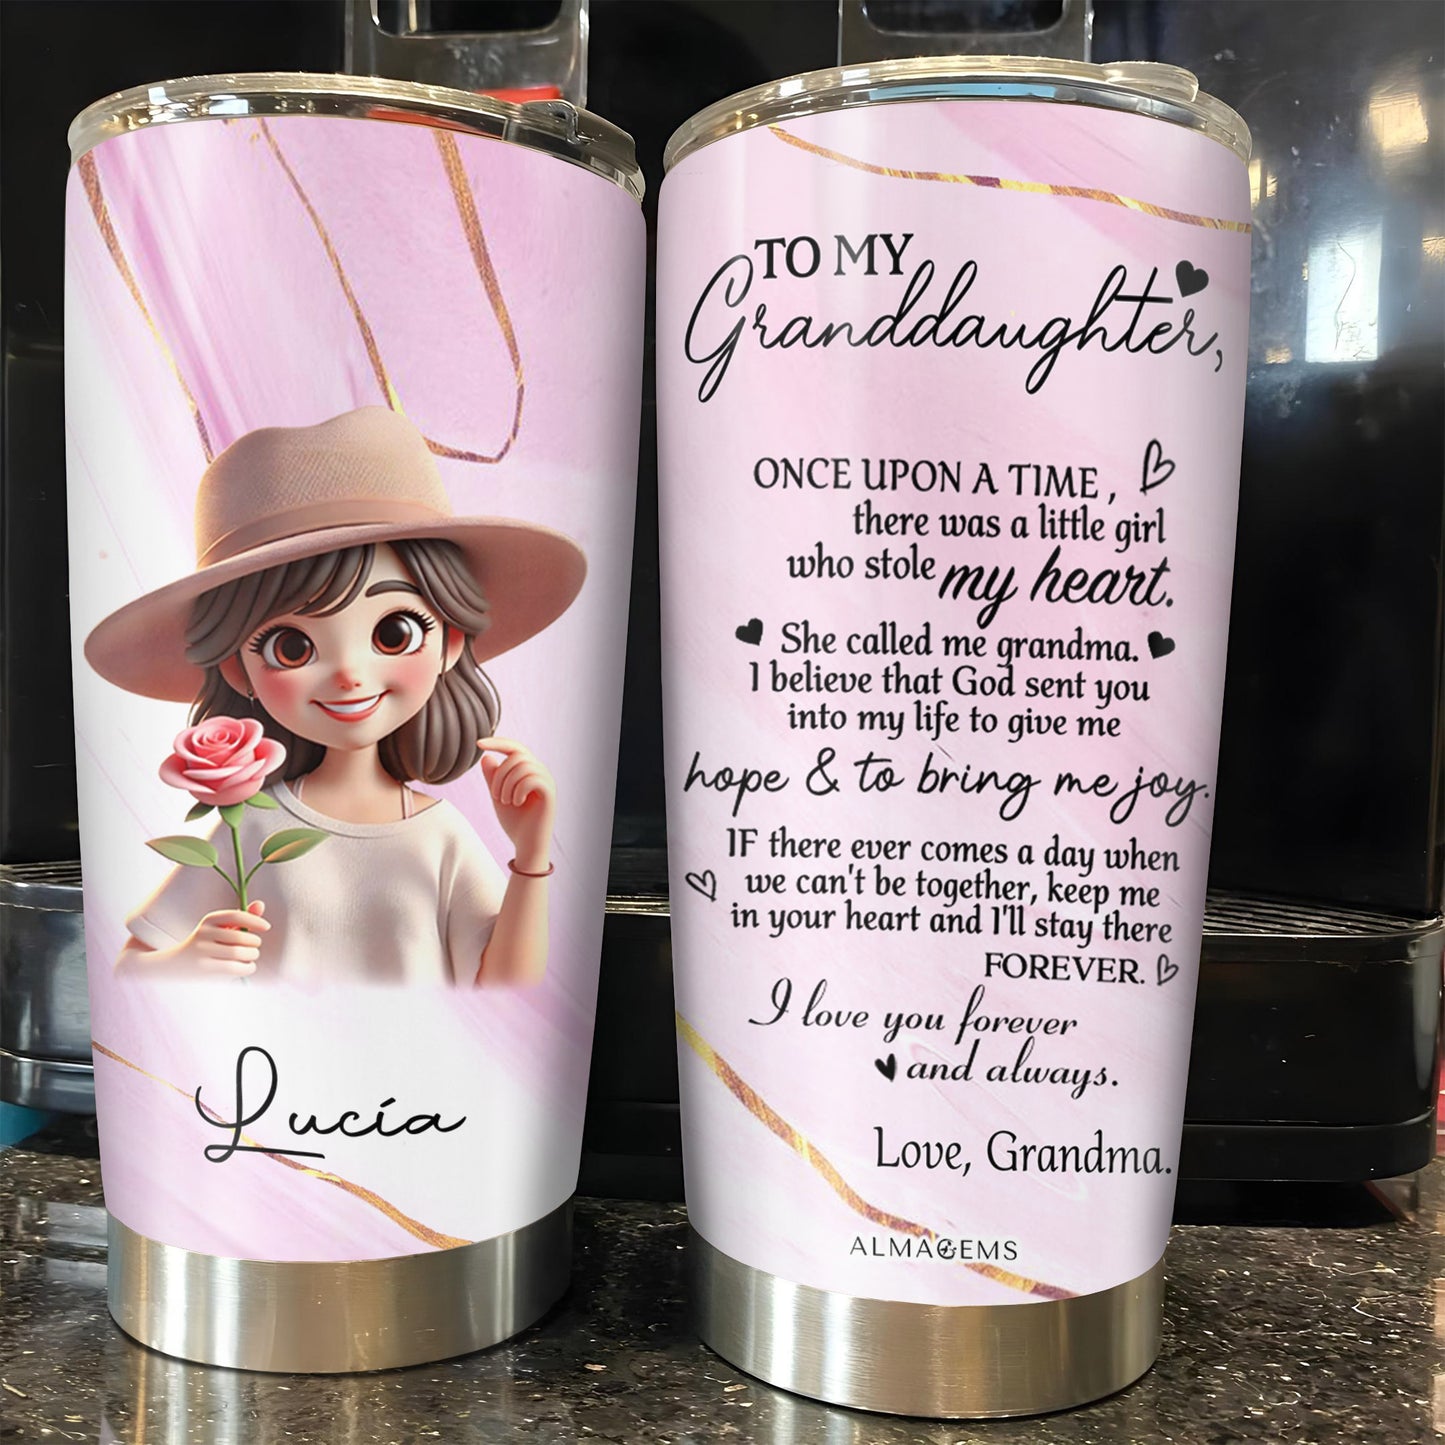 Lucía
TO MY
Granddaughter,
ONCE UPON A TIME ,
there was a little girl
who stole my heart.
She called me grandma.
I believe that God sent you
into my life to give me
hope & to bring me joy.
IF there ever comes a day when
we can't be together, keep me
in your heart and I'll stay there
FOREVER.
I love you forever
and always.
Love, Grandma.
ALMAGEMS